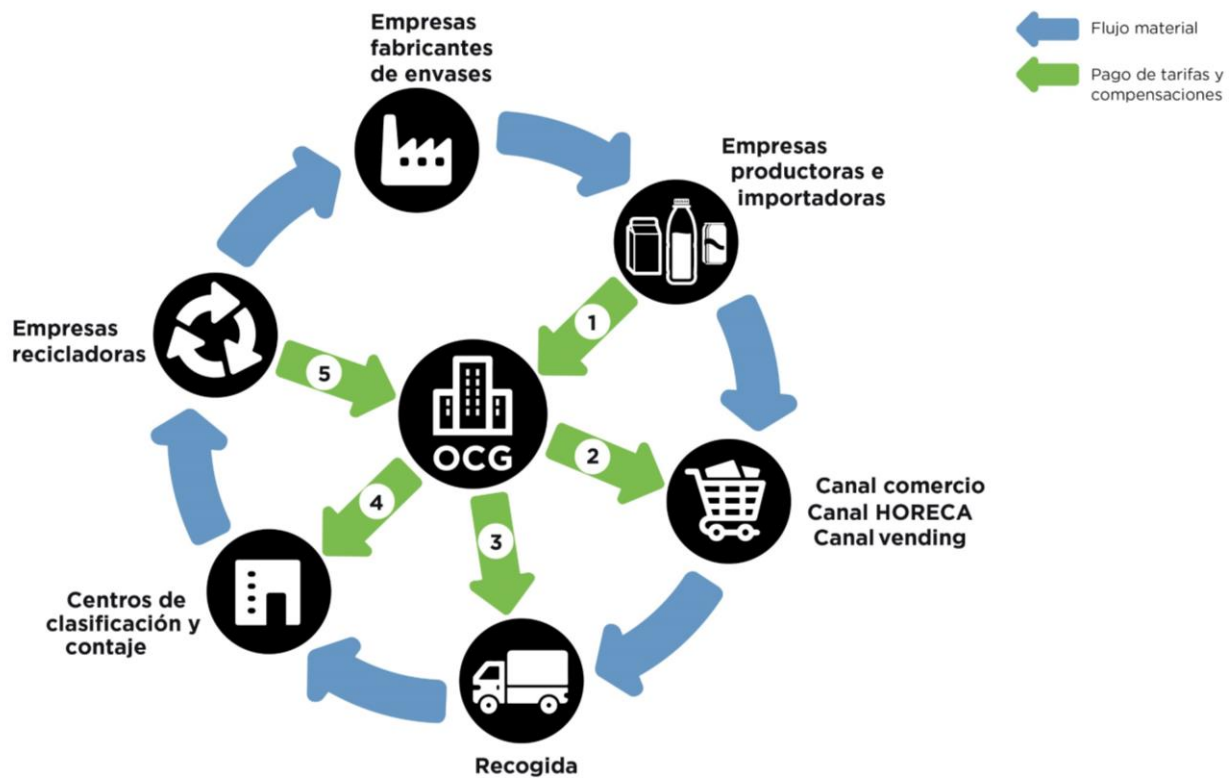 Empresas
fabricantes
de envases
Flujo material
Pago de tarifas y
compensaciones
Empresas
productoras e
importadoras
1
Empresas
recicladoras
5
OCG
2
4
3
Canal comercio
Canal HORECA
Canal vending
Centros de
clasificación y
contaje
Recogida